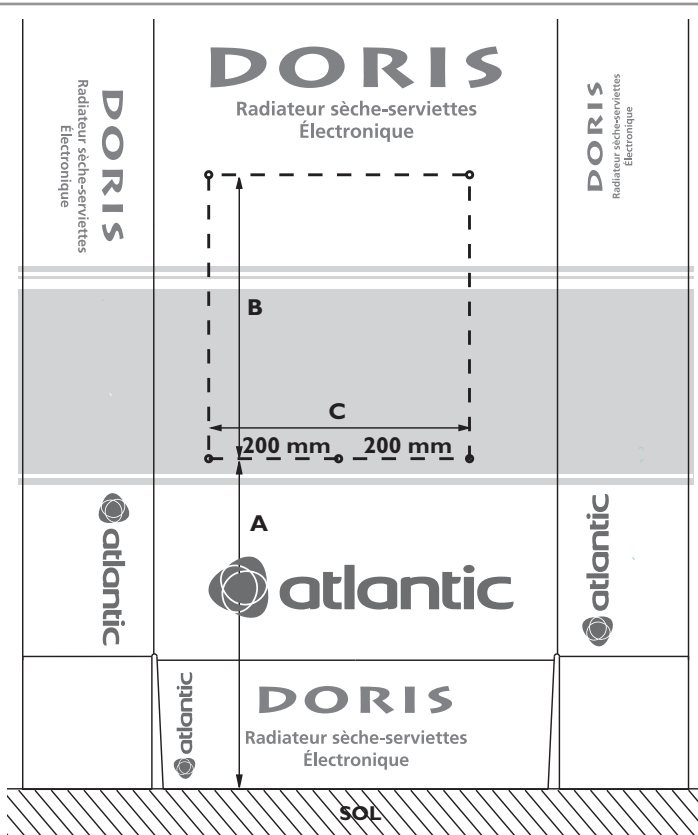 DORIS
Radiateur sèche-serviettes
Électronique
DORIS
Radiateur sèche-serviettes
Électronique
DORIS
Radiateur sèche-serviettes
Électronique
B
C
200 mm 200 mm
A
atlantic
atlantic
atlantic
atlantic
DORIS
Radiateur sèche-serviettes
Électronique
SOL